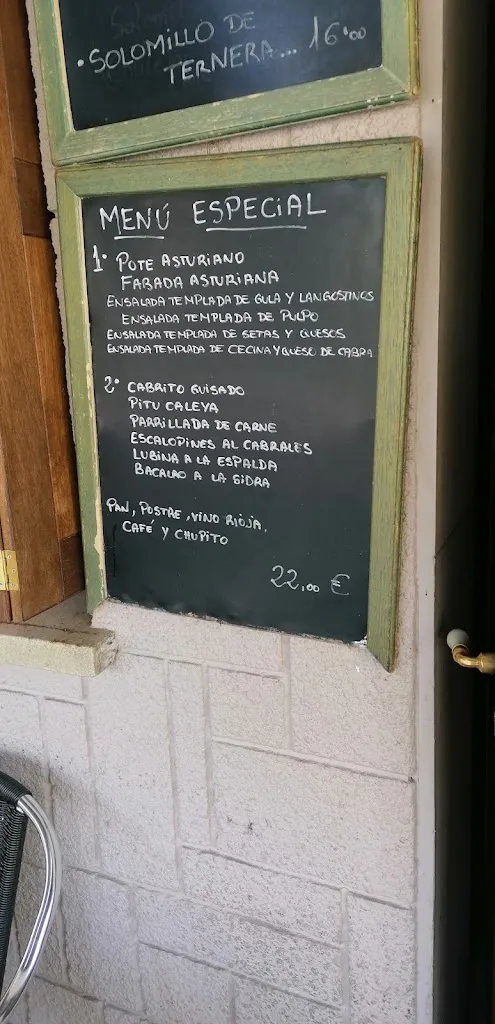 • SOLOMILLO DE
TERNERA... 16'00
MENÚ ESPECIAL
1º POTE ASTURIANO
FABADA ASTURIANA
ENSALADA TEMPLADA DE GULA Y LANGOSTINOS
ENSALADA TEMPLADA DE PULPO
ENSALADA TEMPLADA DE SETAS Y QUESOS
ENSALADA TEMPLADA DE CECINA Y QUESO DE CABRA
2º CABRITO GUISADO
PITU CALEYA
PARRILLADA DE CARNE
ESCALOPINES AL CABRALES
LUBINA A LA ESPALDA
BACALAO A LA SIDRA
PAN, POSTRE, VINO RIOJA,
CAFÉ Y CHUPITO
22,00 €